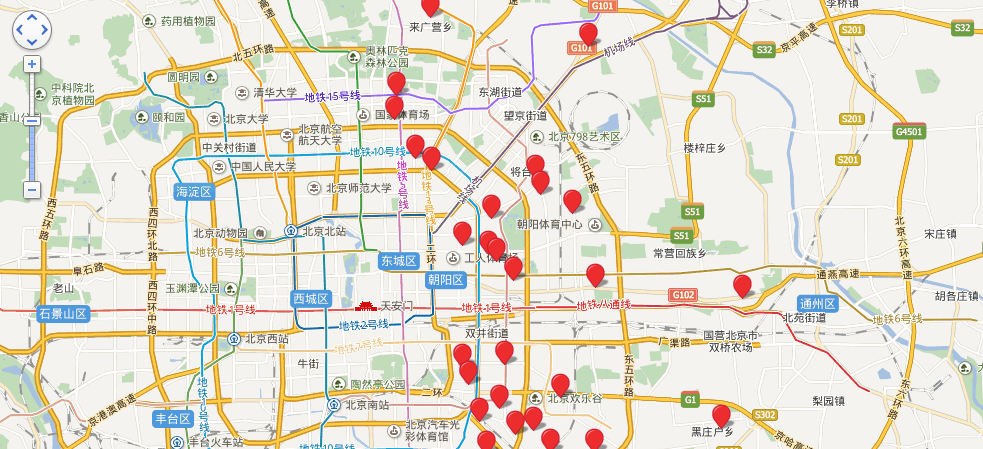 药用植物园
来广营乡
G101
李桥镇
S201
S32
S32
京平高速
G101
机场线
北五环路
奥林匹克
森林公园
圆明园
中科院北
京植物园
清华大学
地铁15号线
东湖街道
S51
香山公
颐和园
北京大学
国家体育场
望京街道
S201
G4501
北京航空
航天大学
北京798艺术区
中关村街道
地铁10号线
楼梓庄乡
S201
中国人民大学
将台
东五环路
海淀区
北京师范大学
地铁5号线
机场线
西五环路
西四环北路
S51
朝阳体育中心
北京动物园
北京北站
S51
北京六环高速
宋庄镇
地铁6号线
常营回族乡
东城区
工人体育场
阜石路
朝阳区
通燕高速
老山
玉渊潭公园
西城区
G102
胡各庄镇
石景山区
地铁1号线
天安门
地铁1号线
地铁八通线
通州区
北苑街道
地铁6号线
西四环中路
地铁2号线
双井街道
国营北京市
双桥农场
北京西站
地铁7号线
广渠路
牛街
东五环路
陶然亭公园
二环
北京欢乐谷
东六环路
G1
梨园镇
京港澳高速
地铁10号线
北京南站
丰台区
S302
北京汽车光
彩体育馆
黑庄户乡
丰台火车站
地铁10号线
京哈高速